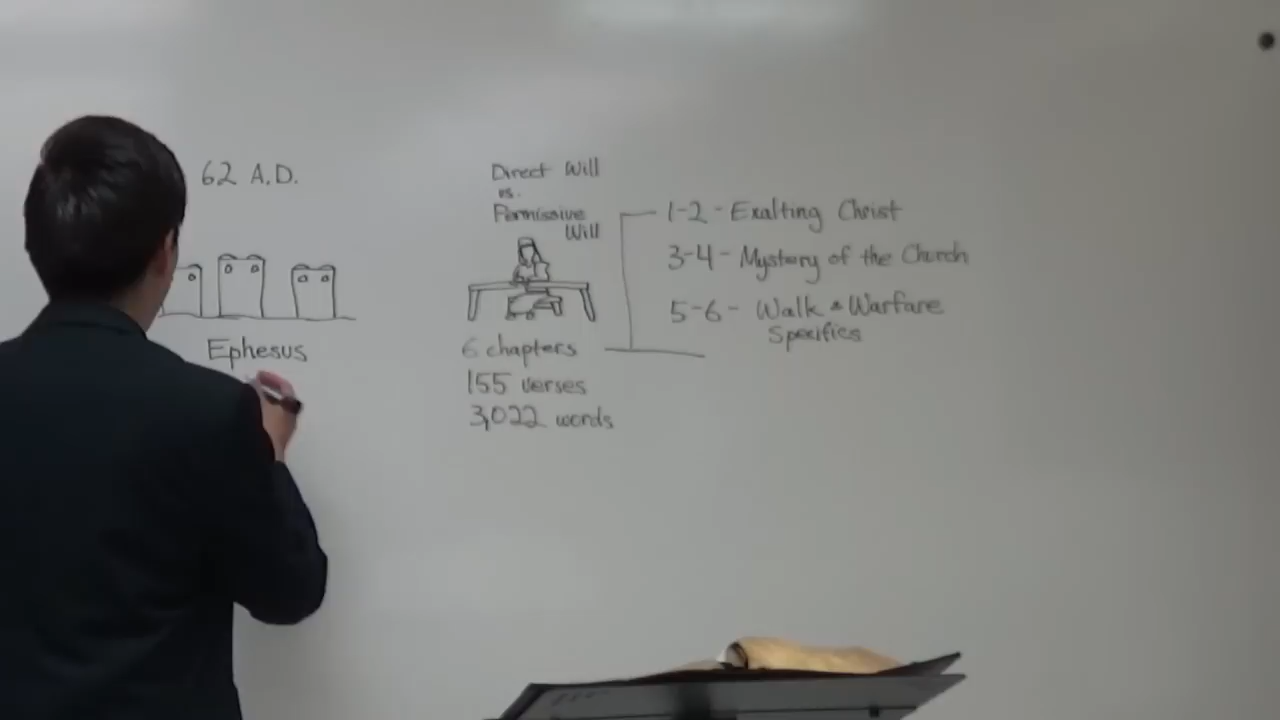 62 A.D.
Ephesus
Direct Will
vs.
Permissive
Will
6 chapters
155 verses
3,022 words
1-2 - Exalting Christ
3-4 - Mystery of the Church
5-6 - Walk & Warfare
Specifics